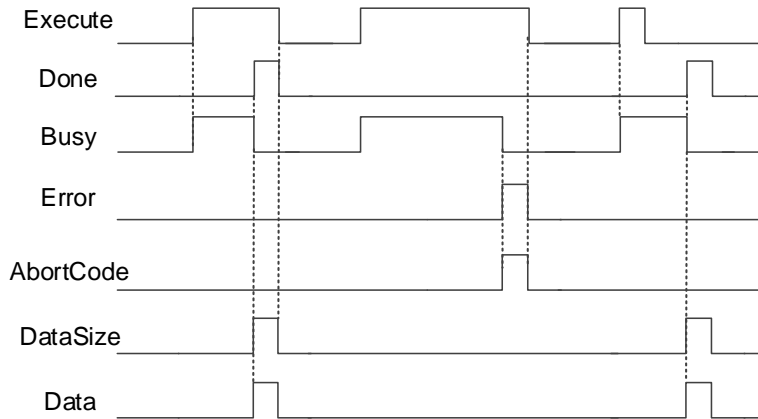 Execute
Done
Busy
Error
AbortCode
DataSize
Data